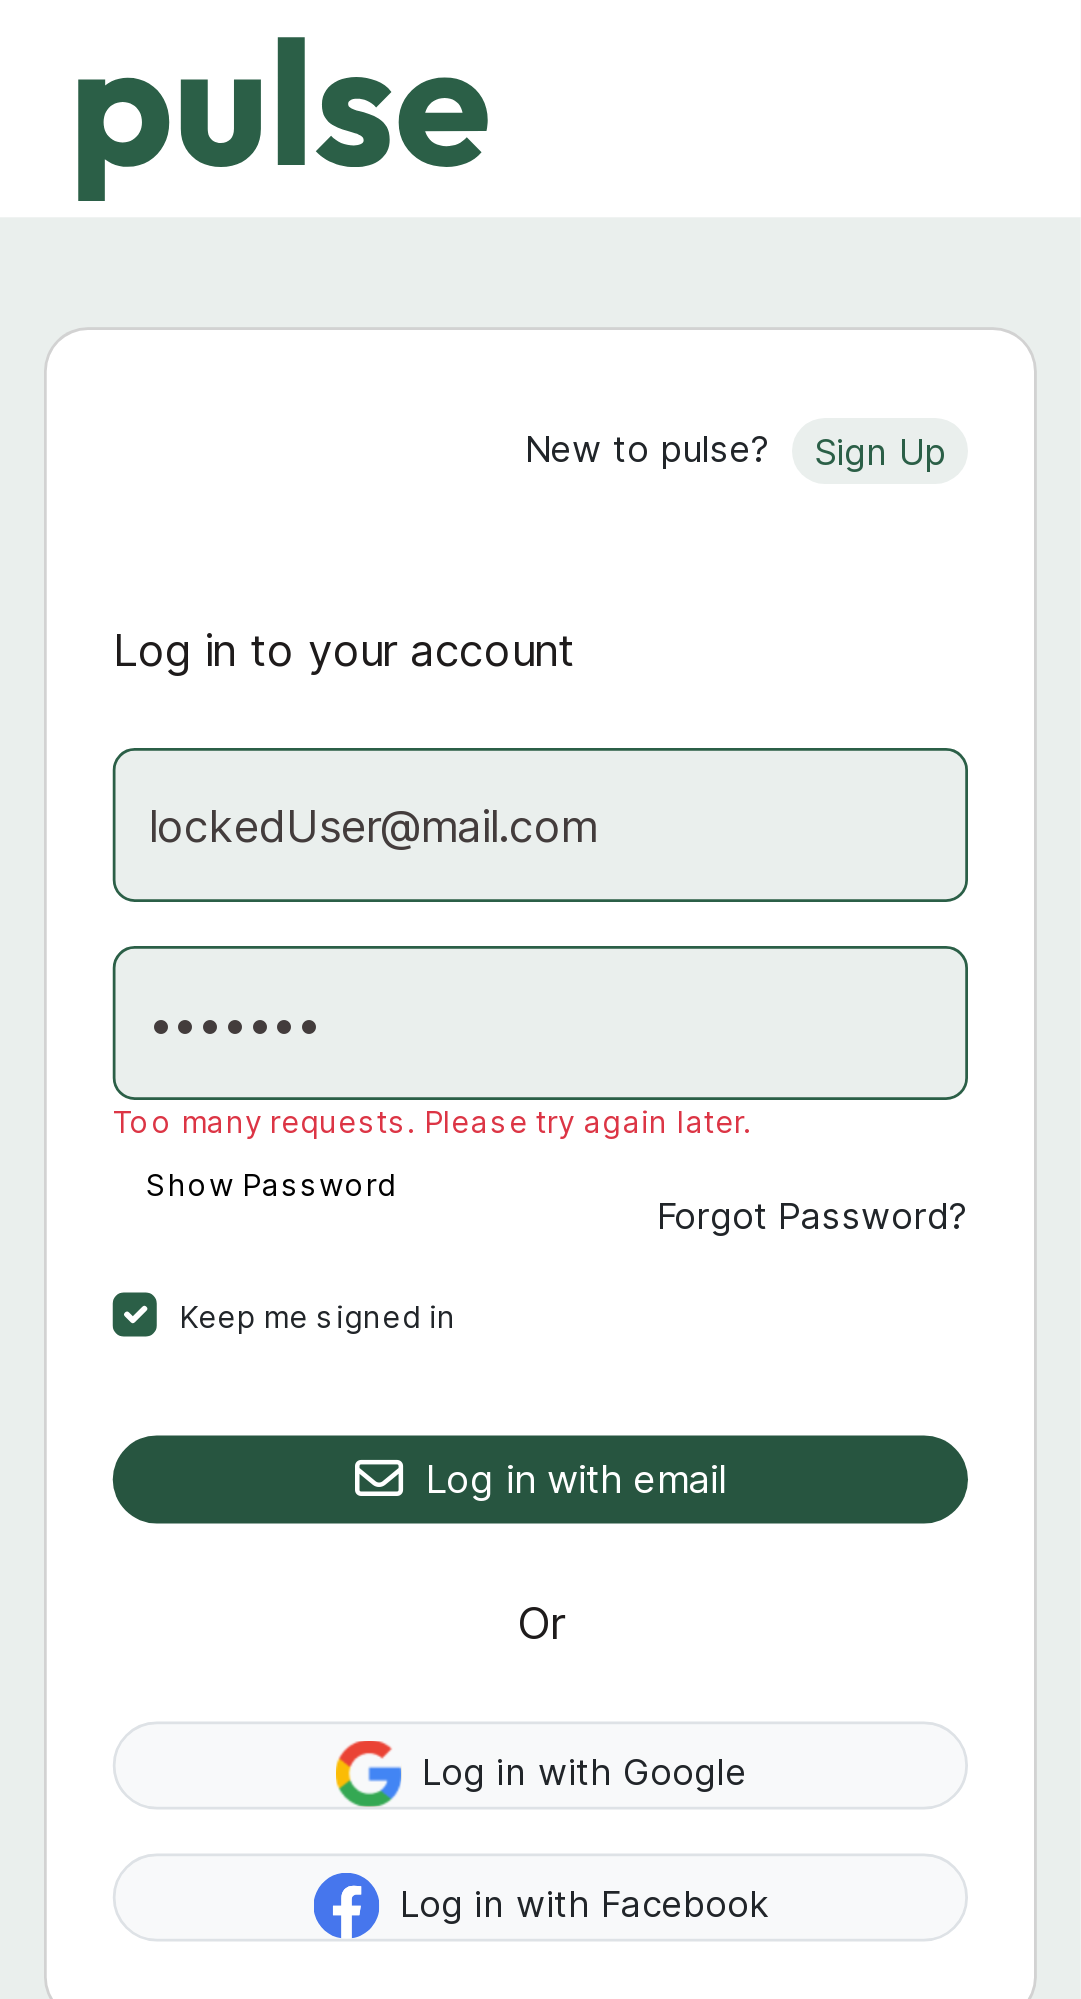 pulse
New to pulse? Sign Up
Log in to your account
lockedUser@mail.com
•••••••
Too many requests. Please try again later.
Show Password
Forgot Password?
Keep me signed in
Log in with email
Or
Log in with Google
Log in with Facebook